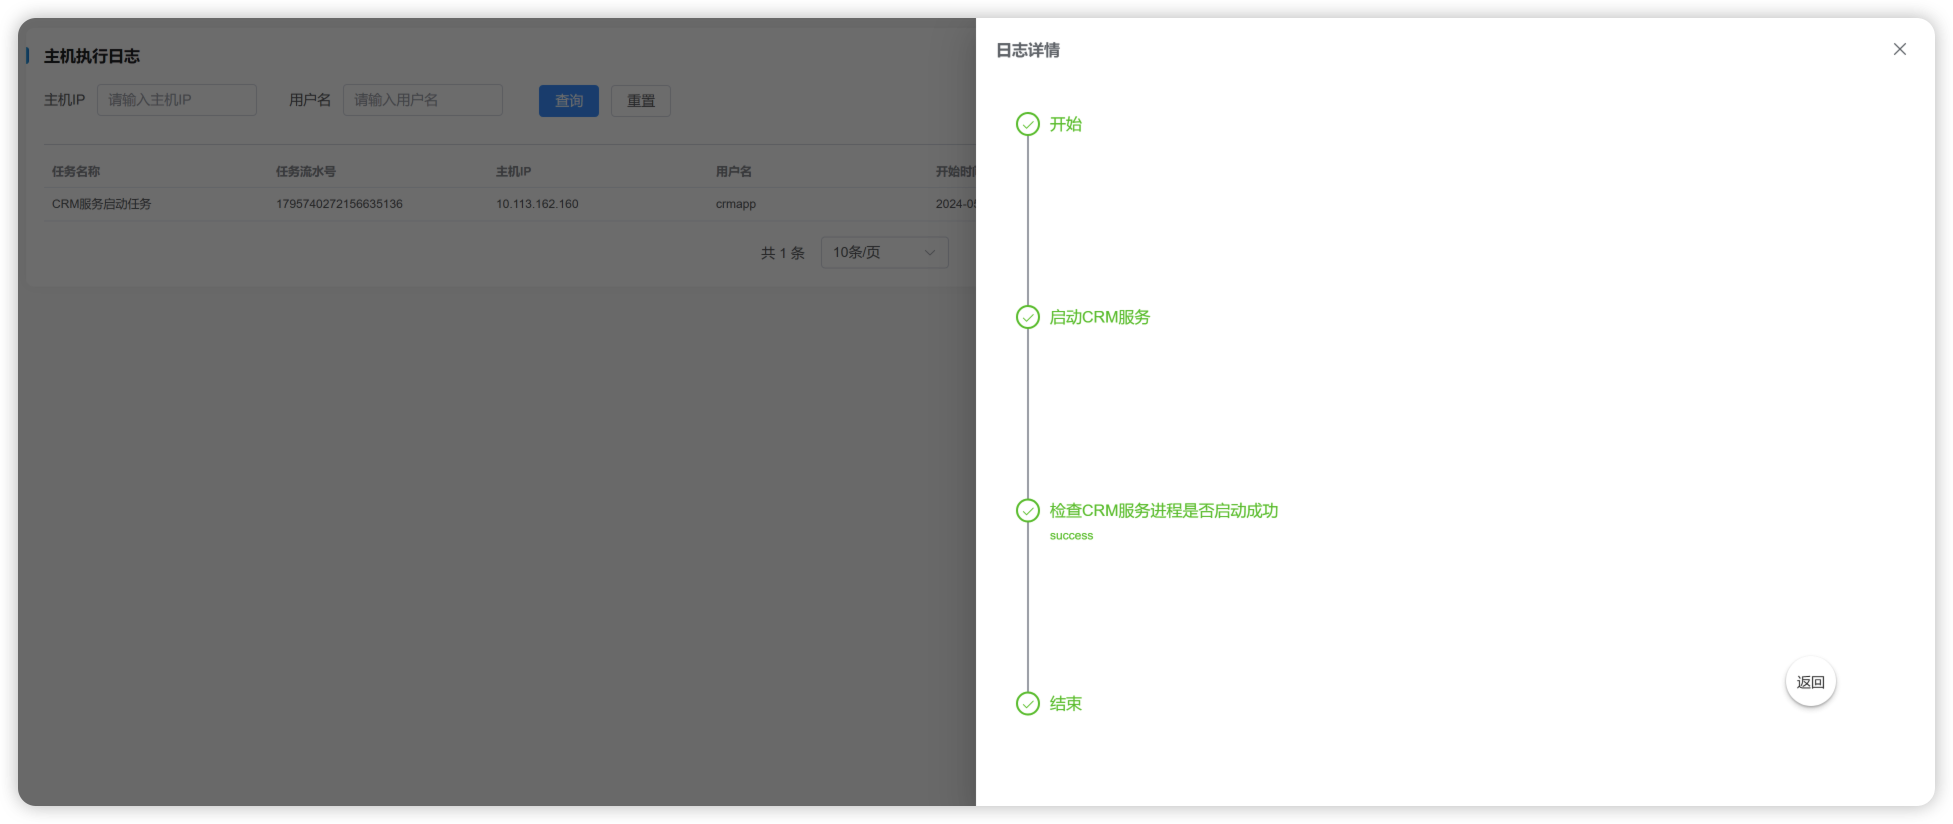 主机执行日志
主机IP 请输入主机IP 用户名 请输入用户名 查询 重置
任务名称 任务流水号 主机IP 用户名 开始时
CRM服务启动任务 1795740272156635136 10.113.162.160 crmapp 2024-0
共 1 条 10条/页
日志详情
开始
启动CRM服务
检查CRM服务进程是否启动成功
success
返回
结束